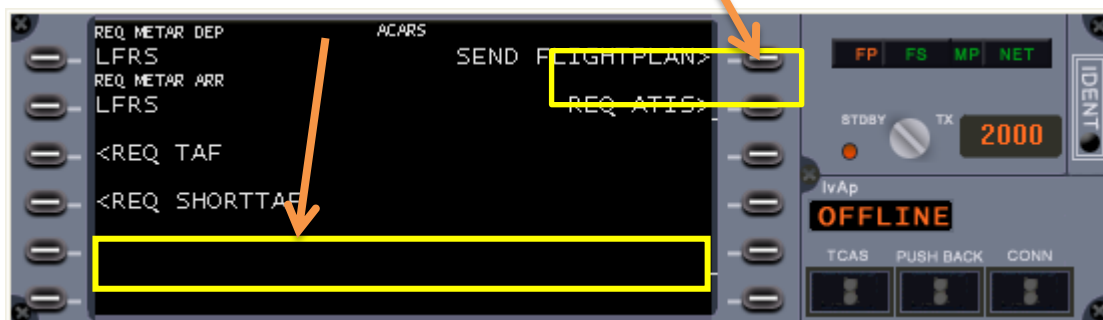 REQ METAR DEP ACARS
LFRS SEND FLIGHTPLAN>
REQ METAR ARR
LFRS REQ ATIS>
<REQ TAF
<REQ SHORTTAF
FP FS MP NET
IDENT
STDBY TX 2000
IvAp
OFFLINE
TCAS PUSH BACK CONN